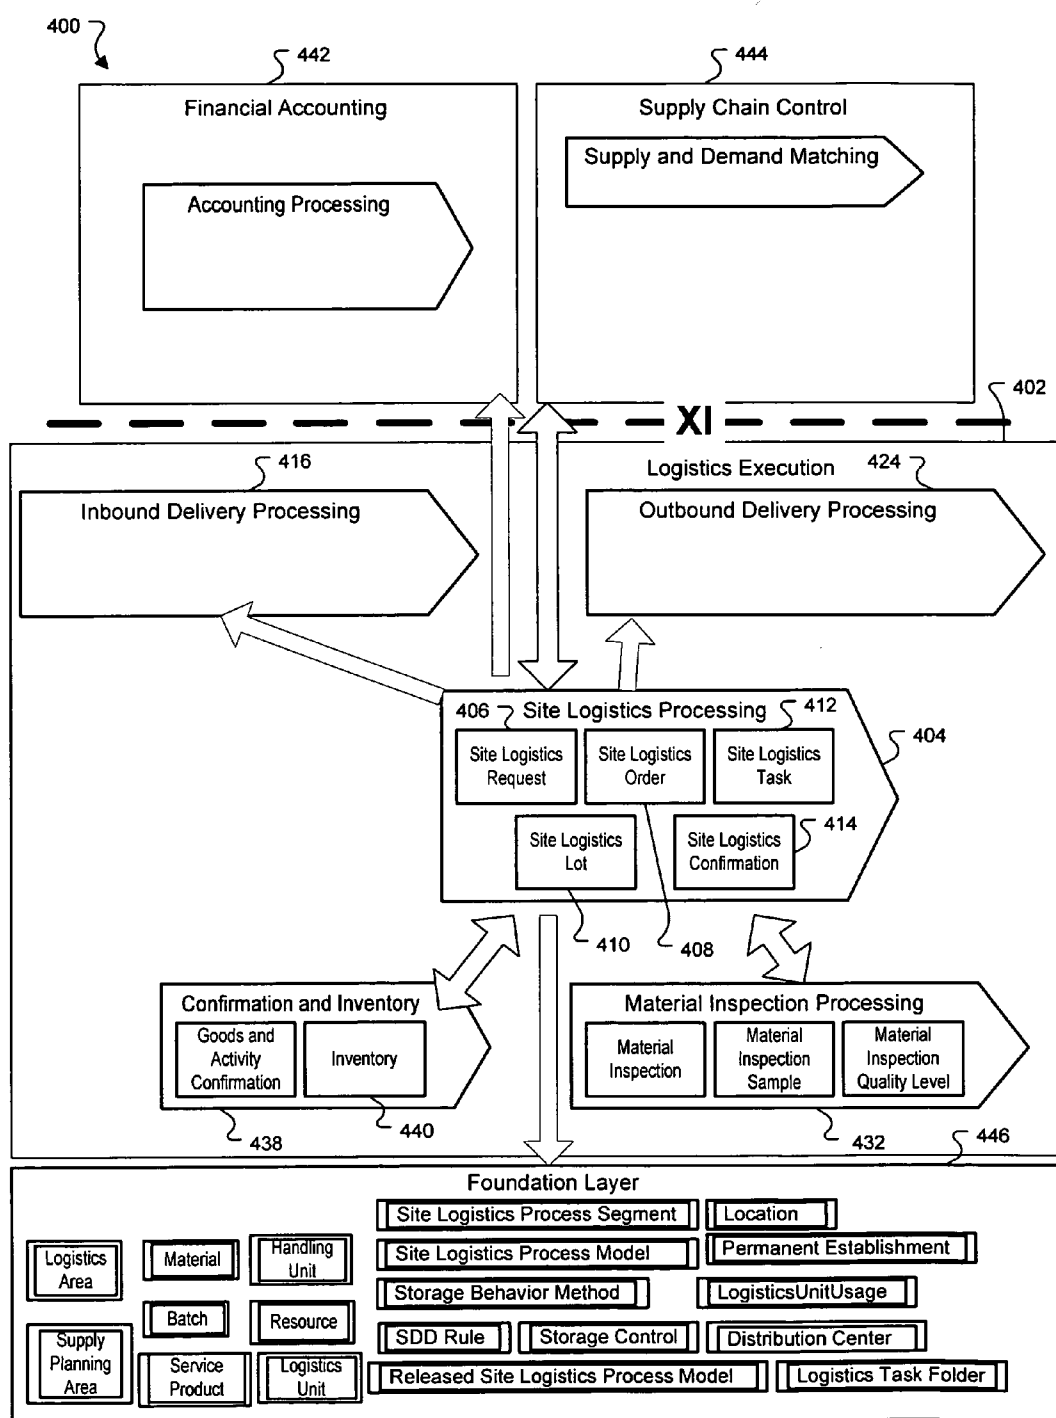 400
442
444
Financial Accounting
Supply Chain Control
Supply and Demand Matching
Accounting Processing
402
XI
416
Logistics Execution
424
Inbound Delivery Processing
Outbound Delivery Processing
406
Site Logistics Processing
412
404
Site Logistics
Request
Site Logistics
Order
Site Logistics
Task
414
Site Logistics
Lot
Site Logistics
Confirmation
410
408
Confirmation and Inventory
Goods and
Activity
Confirmation
Inventory
Material Inspection Processing
Material
Inspection
Material
Inspection
Sample
Material
Inspection
Quality Level
438
440
432
446
Foundation Layer
Logistics
Area
Material
Handling
Unit
Site Logistics Process Segment
Location
Site Logistics Process Model
Permanent Establishment
Storage Behavior Method
LogisticsUnitUsage
Batch
Resource
SDD Rule
Storage Control
Distribution Center
Supply
Planning
Area
Service
Product
Logistics
Unit
Released Site Logistics Process Model
Logistics Task Folder